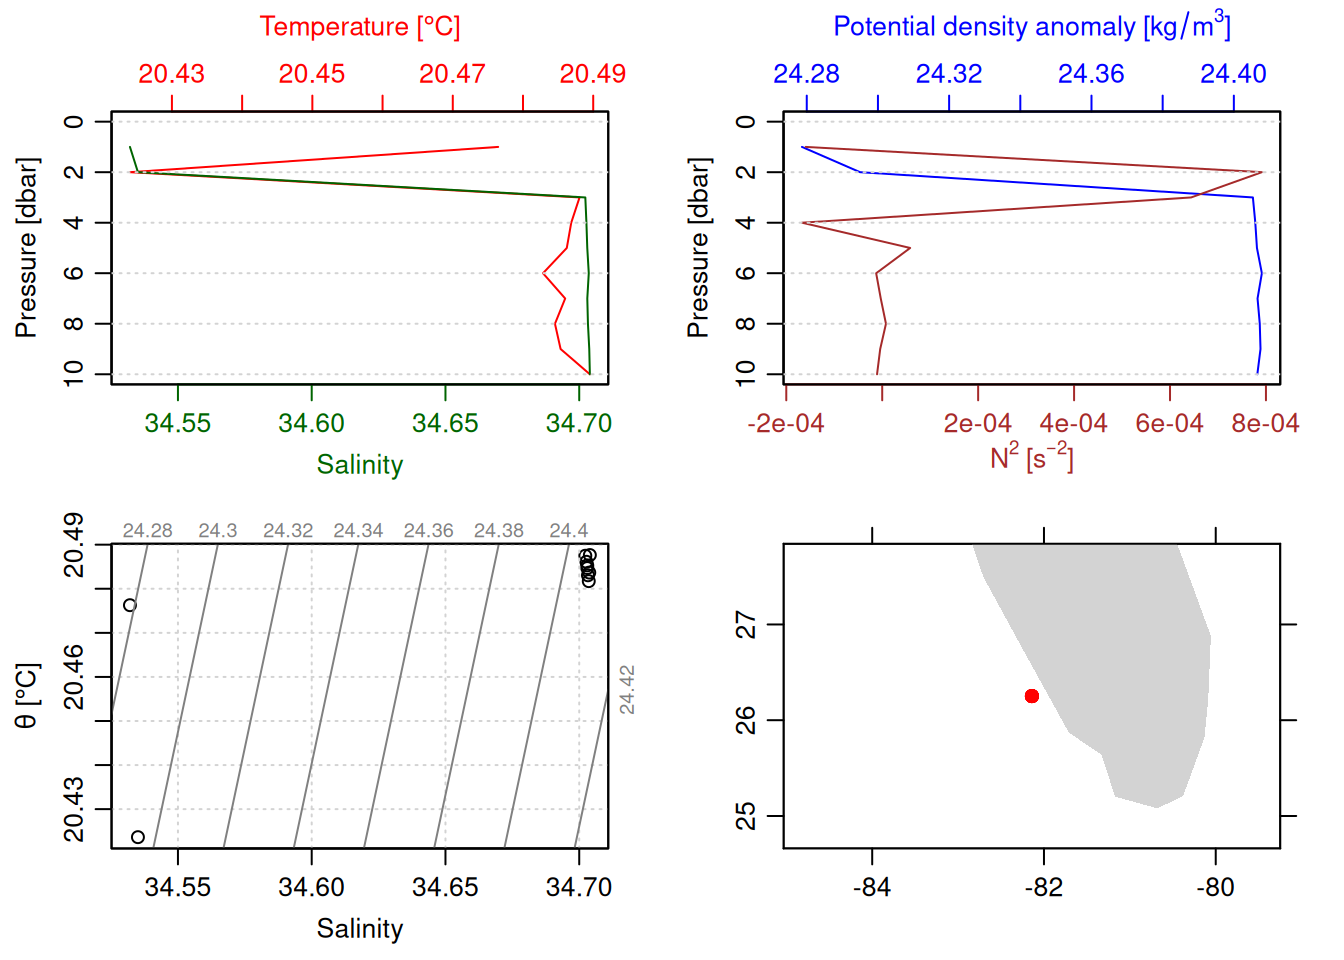 Temperature [°C]
20.43 20.45 20.47 20.49
Pressure [dbar]
0 2 4 6 8 10
34.55 34.60 34.65 34.70
Salinity
Potential density anomaly [kg/m³]
24.28 24.32 24.36 24.40
Pressure [dbar]
0 2 4 6 8 10
-2e-04 2e-04 4e-04 6e-04 8e-04
N² [s⁻²]
24.28 24.3 24.32 24.34 24.36 24.38 24.4
24.42
θ [°C]
20.49 20.46 20.43
34.55 34.60 34.65 34.70
Salinity
27 26 25
-84 -82 -80